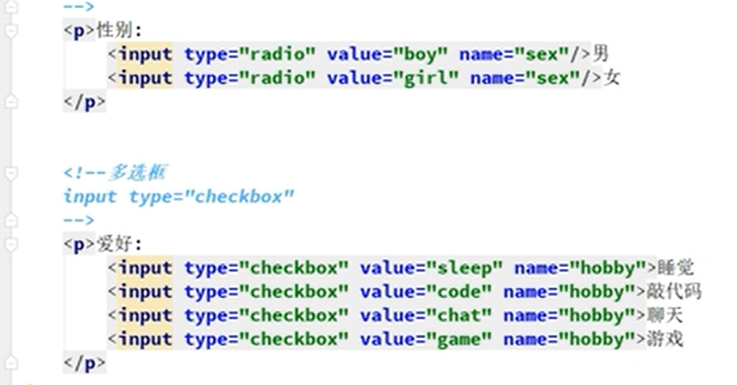 -->
<p>性别:
<input type="radio" value="boy" name="sex"/>男
<input type="radio" value="girl" name="sex"/>女
</p>
<!--多选框
input type="checkbox"
-->
<p>爱好:
<input type="checkbox" value="sleep" name="hobby">睡觉
<input type="checkbox" value="code" name="hobby">敲代码
<input type="checkbox" value="chat" name="hobby">聊天
<input type="checkbox" value="game" name="hobby">游戏
</p>